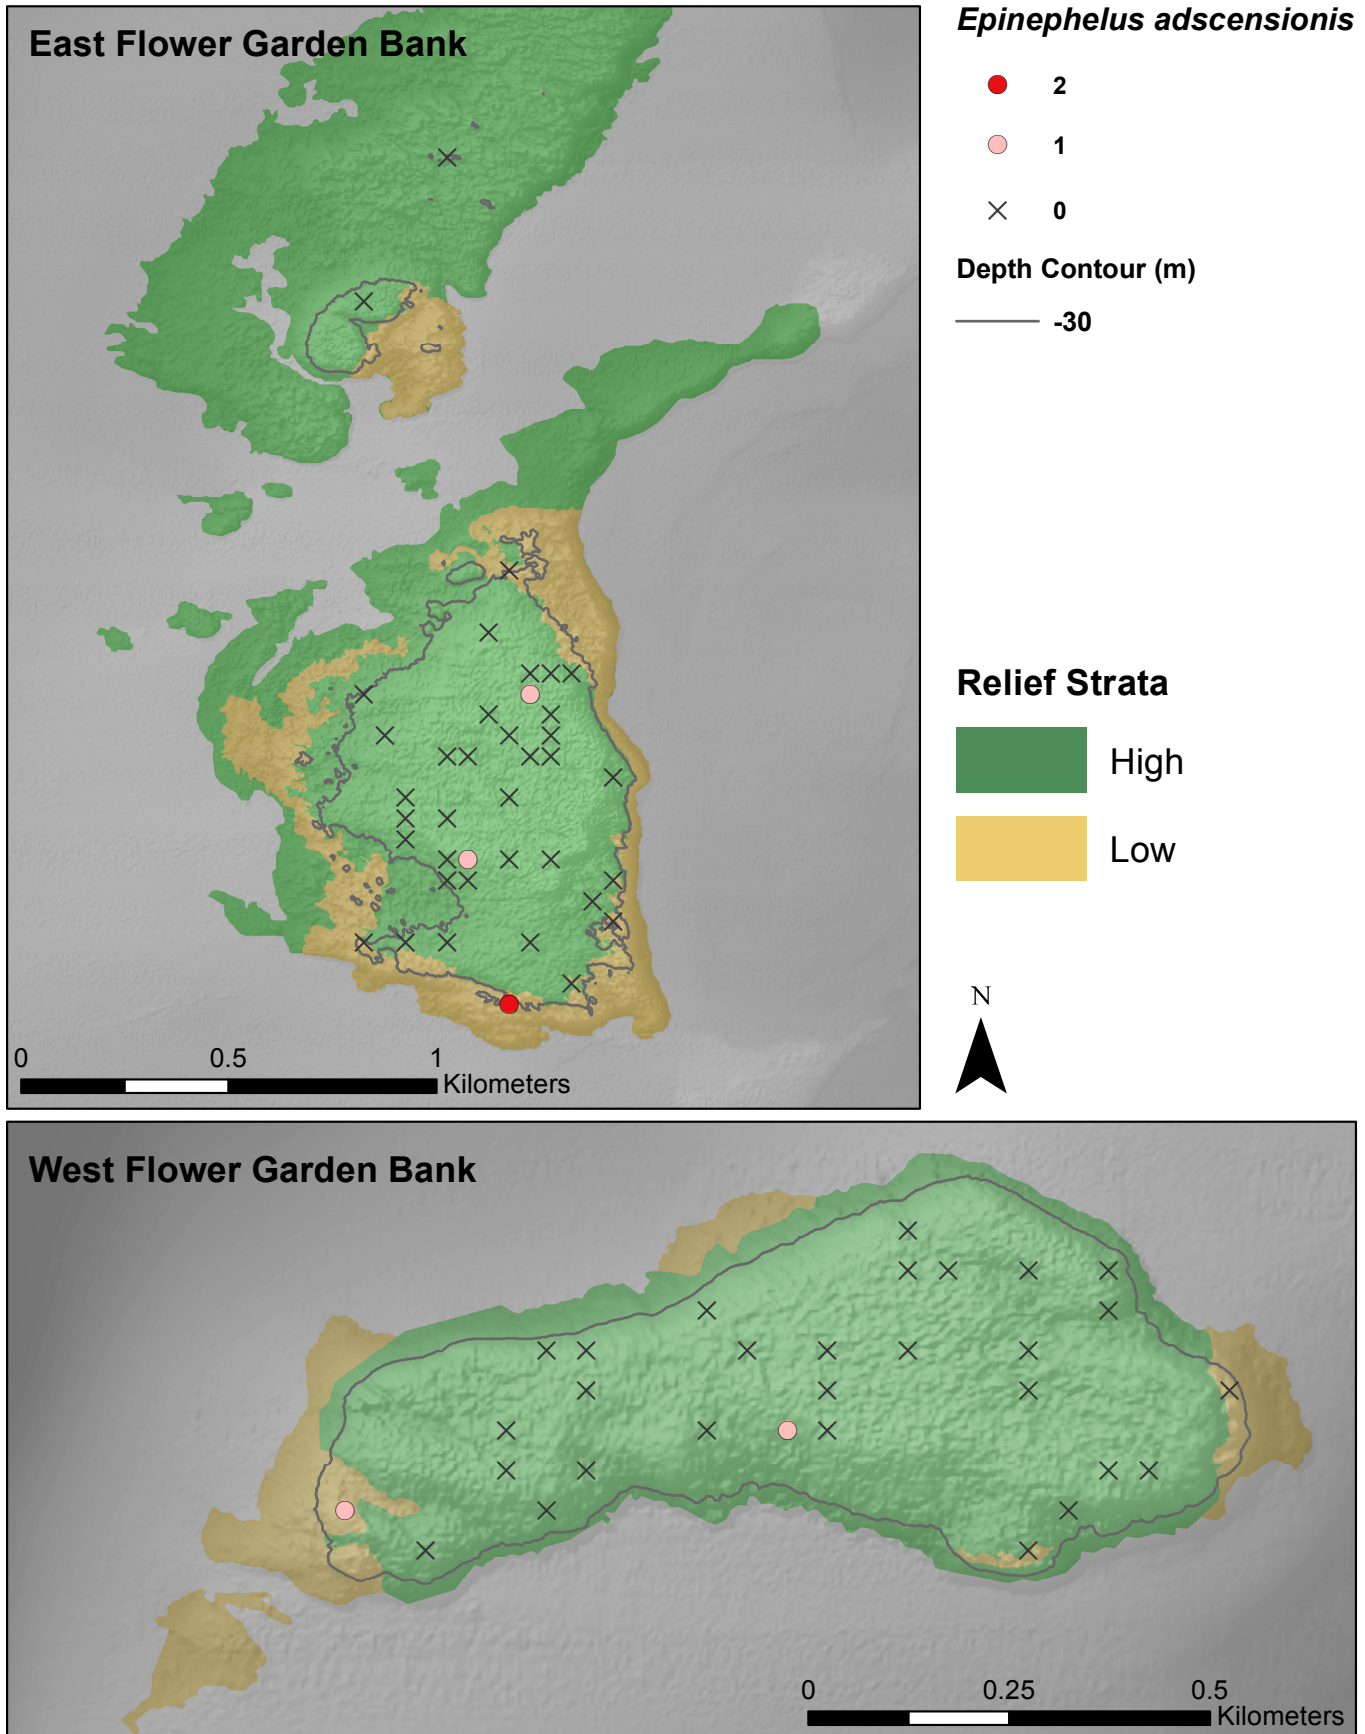 East Flower Garden Bank
Epinephelus adscensionis
2
1
0
Depth Contour (m)
-30
Relief Strata
High
Low
N
0 0.5 1
Kilometers
West Flower Garden Bank
0 0.25 0.5
Kilometers